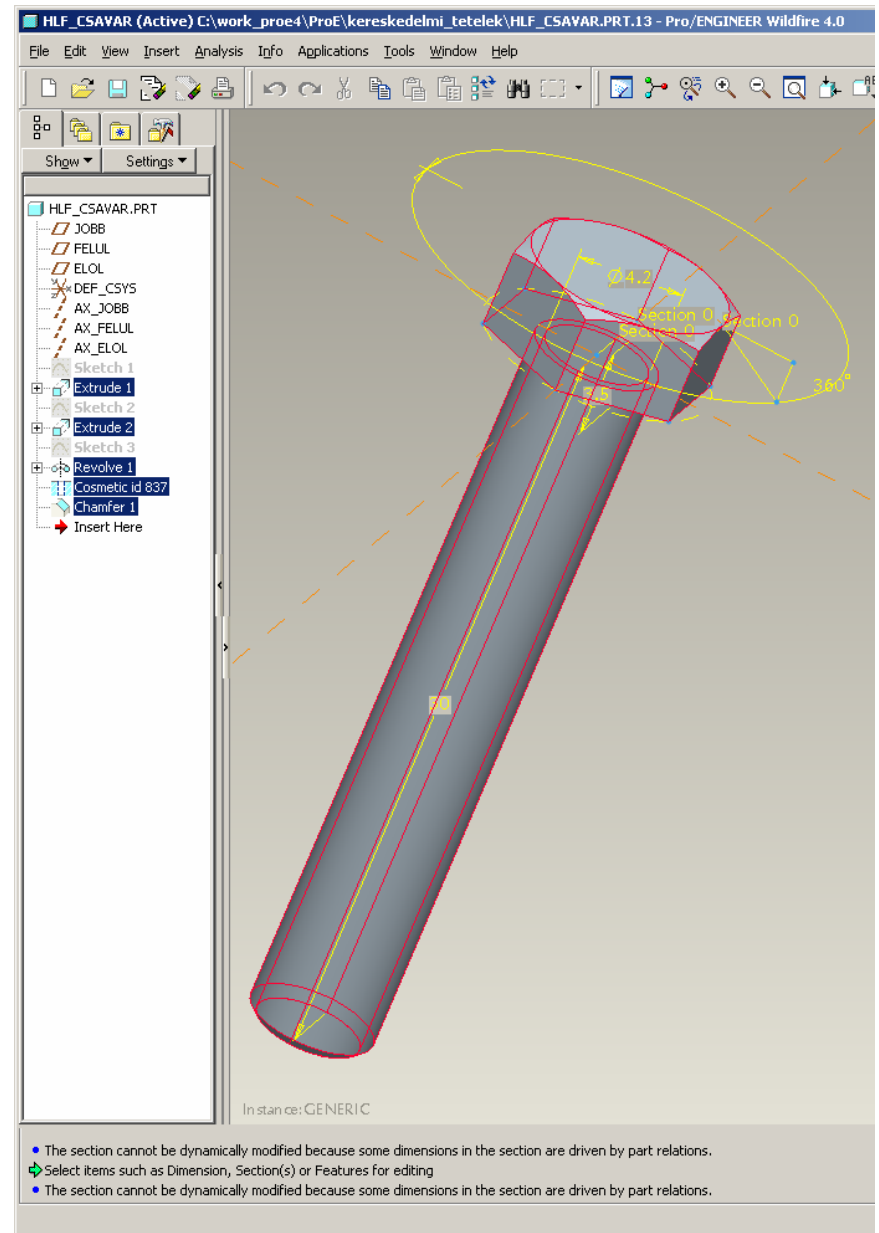 HLF_CSAVAR (Active) C:\work_proe4\ProE\kereskedelmi_tetelek\HLF_CSAVAR.PRT.13 - Pro/ENGINEER Wildfire 4.0
File Edit View Insert Analysis Info Applications Tools Window Help
Show Settings
HLF_CSAVAR.PRT
JOBB
FELUL
ELOL
DEF_CSYS
AX_JOBB
AX_FELUL
AX_ELOL
Sketch 1
Extrude 1
Sketch 2
Extrude 2
Sketch 3
Revolve 1
Cosmetic id 837
Chamfer 1
Insert Here
Ø4.2
Section 0
Section 0
Section 0
360°
30
Instance:GENERIC
The section cannot be dynamically modified because some dimensions in the section are driven by part relations.
Select items such as Dimension, Section(s) or Features for editing
The section cannot be dynamically modified because some dimensions in the section are driven by part relations.